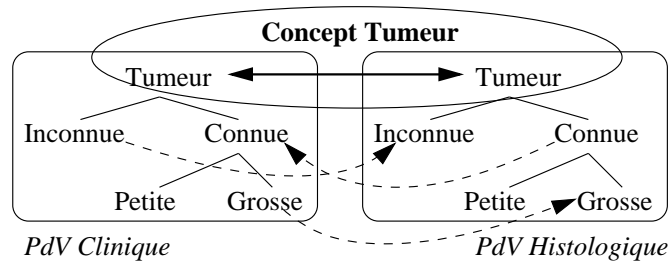 Concept Tumeur
Tumeur Tumeur
Inconnue Connue Inconnue Connue
Petite Grosse Petite Grosse
PdV Clinique PdV Histologique